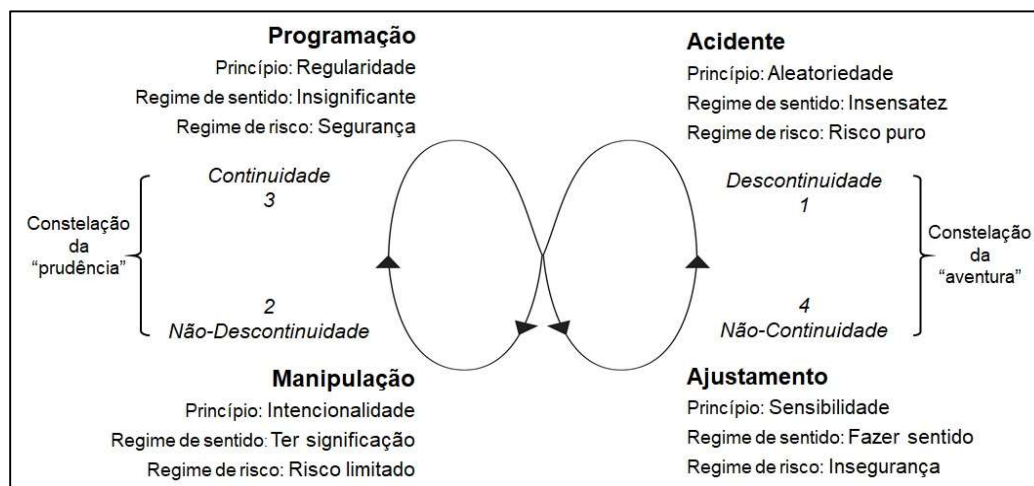 Programação
Princípio: Regularidade
Regime de sentido: Insignificante
Regime de risco: Segurança
Acidente
Princípio: Aleatoriedade
Regime de sentido: Insensatez
Regime de risco: Risco puro
Continuidade
3
Descontinuidade
1
Constelação
da
“prudência”
Constelação
da
“aventura”
2
Não-Descontinuidade
4
Não-Continuidade
Manipulação
Princípio: Intencionalidade
Regime de sentido: Ter significação
Regime de risco: Risco limitado
Ajustamento
Princípio: Sensibilidade
Regime de sentido: Fazer sentido
Regime de risco: Insegurança